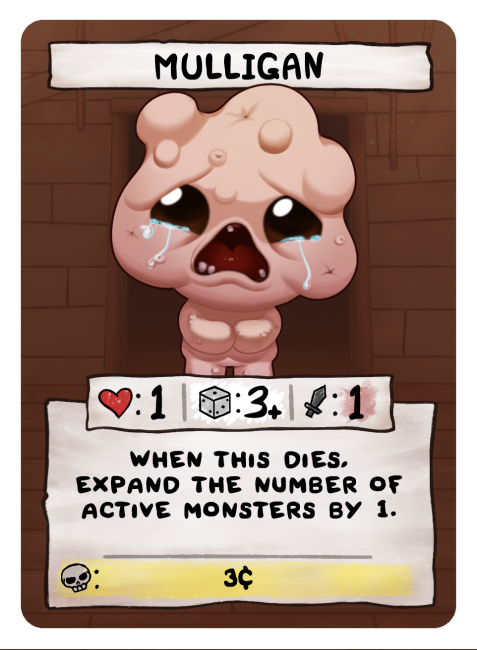 MULLIGAN
:1 :3+ :1
WHEN THIS DIES,
EXPAND THE NUMBER OF
ACTIVE MONSTERS BY 1.
: 3¢